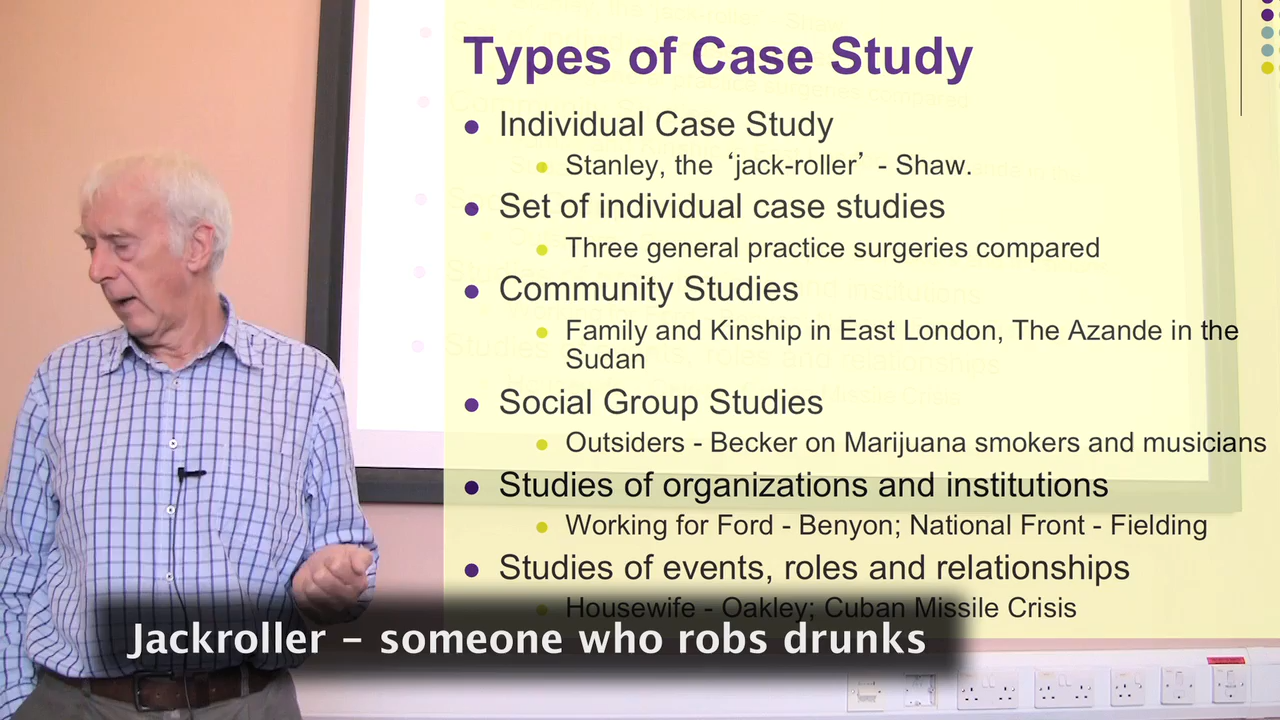 Types of Case Study
Individual Case Study
Stanley, the ‘jack-roller’ - Shaw.
Set of individual case studies
Three general practice surgeries compared
Community Studies
Family and Kinship in East London, The Azande in the
Sudan
Social Group Studies
Outsiders - Becker on Marijuana smokers and musicians
Studies of organizations and institutions
Working for Ford - Benyon; National Front - Fielding
Studies of events, roles and relationships
Housewife - Oakley; Cuban Missile Crisis
Jackroller – someone who robs drunks